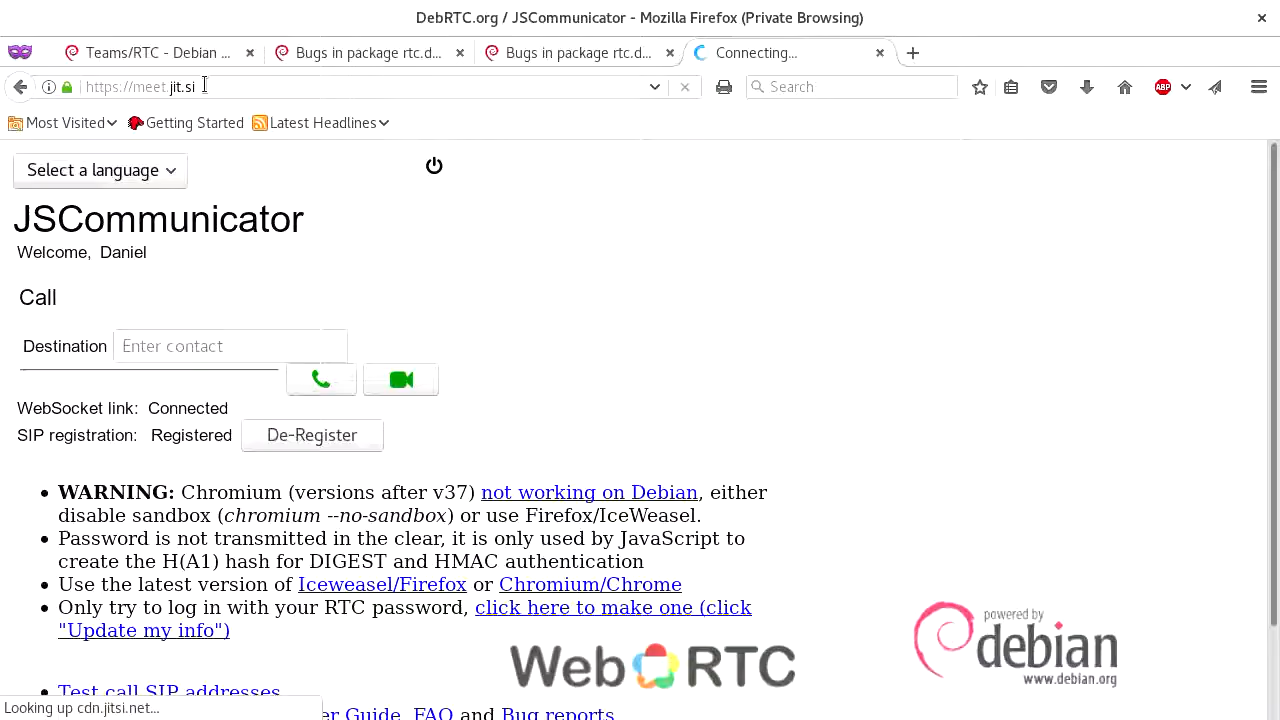 DebRTC.org / JSCommunicator - Mozilla Firefox (Private Browsing)
Teams/RTC - Debian ...
Bugs in package rtc.d...
Bugs in package rtc.d...
Connecting...
https://meet.jit.si
Search
ABP
Most Visited
Getting Started
Latest Headlines
Select a language
JSCommunicator
Welcome, Daniel
Call
Destination Enter contact
WebSocket link: Connected
SIP registration: Registered De-Register
WARNING: Chromium (versions after v37) not working on Debian, either
disable sandbox (chromium --no-sandbox) or use Firefox/IceWeasel.
Password is not transmitted in the clear, it is only used by JavaScript to
create the H(A1) hash for DIGEST and HMAC authentication
Use the latest version of Iceweasel/Firefox or Chromium/Chrome
Only try to log in with your RTC password, click here to make one (click
"Update my info")
WebRTC
powered by
debian
www.debian.org
Test call SIP addresses
er Guide, FAQ and Bug reports
Looking up cdn.jitsi.net...